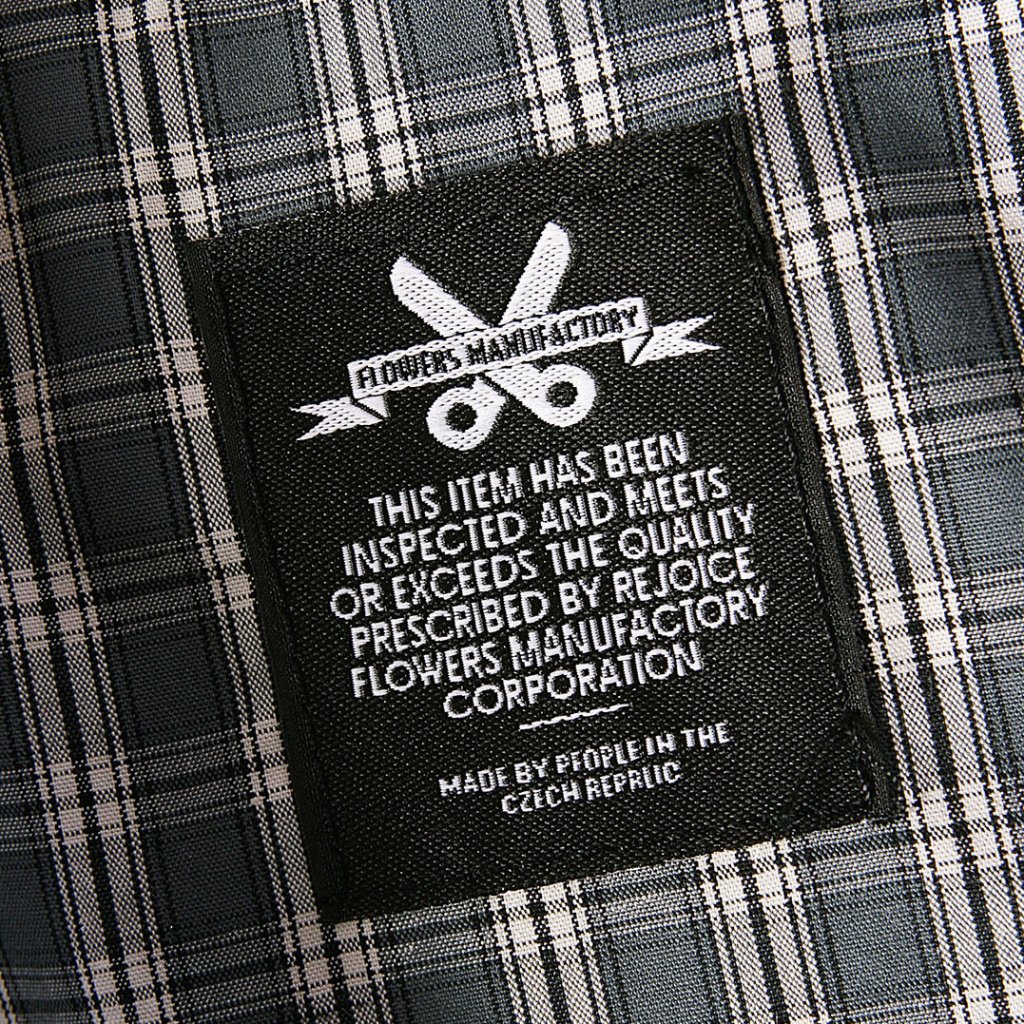 FLOWERS MANUFACTORY
THIS ITEM HAS BEEN
INSPECTED AND MEETS
OR EXCEEDS THE QUALITY
PRESCRIBED BY REJOICE
FLOWERS MANUFACTORY
CORPORATION
MADE BY PEOPLE IN THE
CZECH REPUBLIC